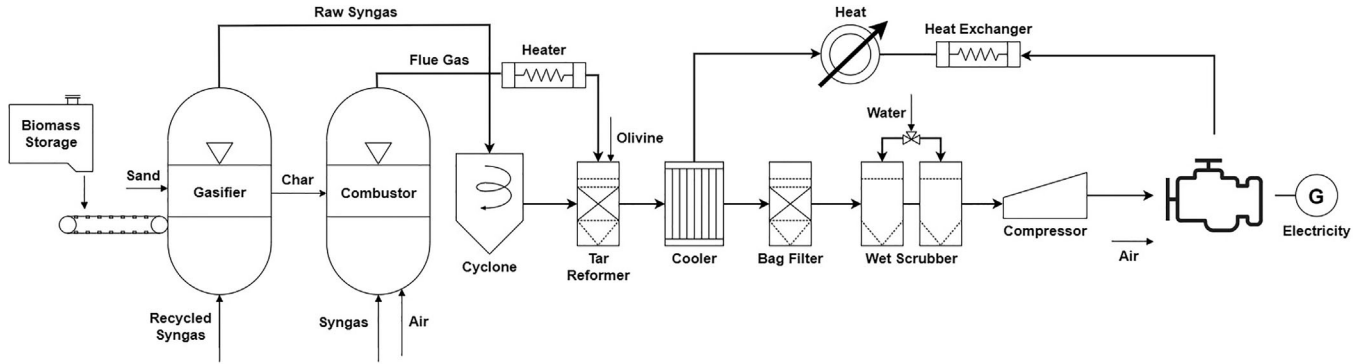 Raw Syngas
Heat
Heat Exchanger
Flue Gas
Heater
Biomass
Storage
Water
Olivine
Sand
Gasifier
Char
Combustor
G
Cyclone
Tar
Reformer
Cooler
Bag Filter
Wet Scrubber
Compressor
Air
Electricity
Recycled
Syngas
Syngas
Air